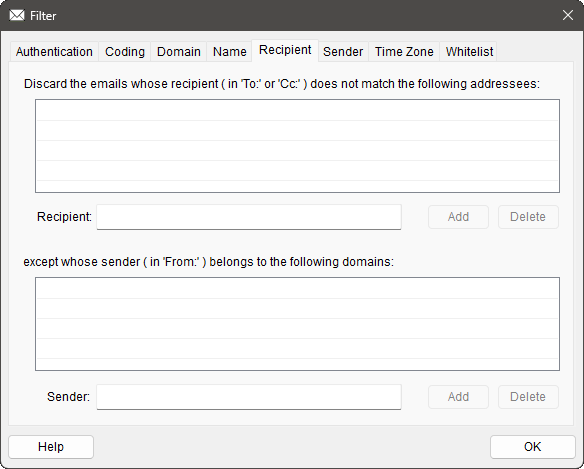 Filter
Authentication Coding Domain Name Recipient Sender Time Zone Whitelist
Discard the emails whose recipient ( in 'To:' or 'Cc:' ) does not match the following addressees:
Recipient: Add Delete
except whose sender ( in 'From:' ) belongs to the following domains:
Sender: Add Delete
Help OK